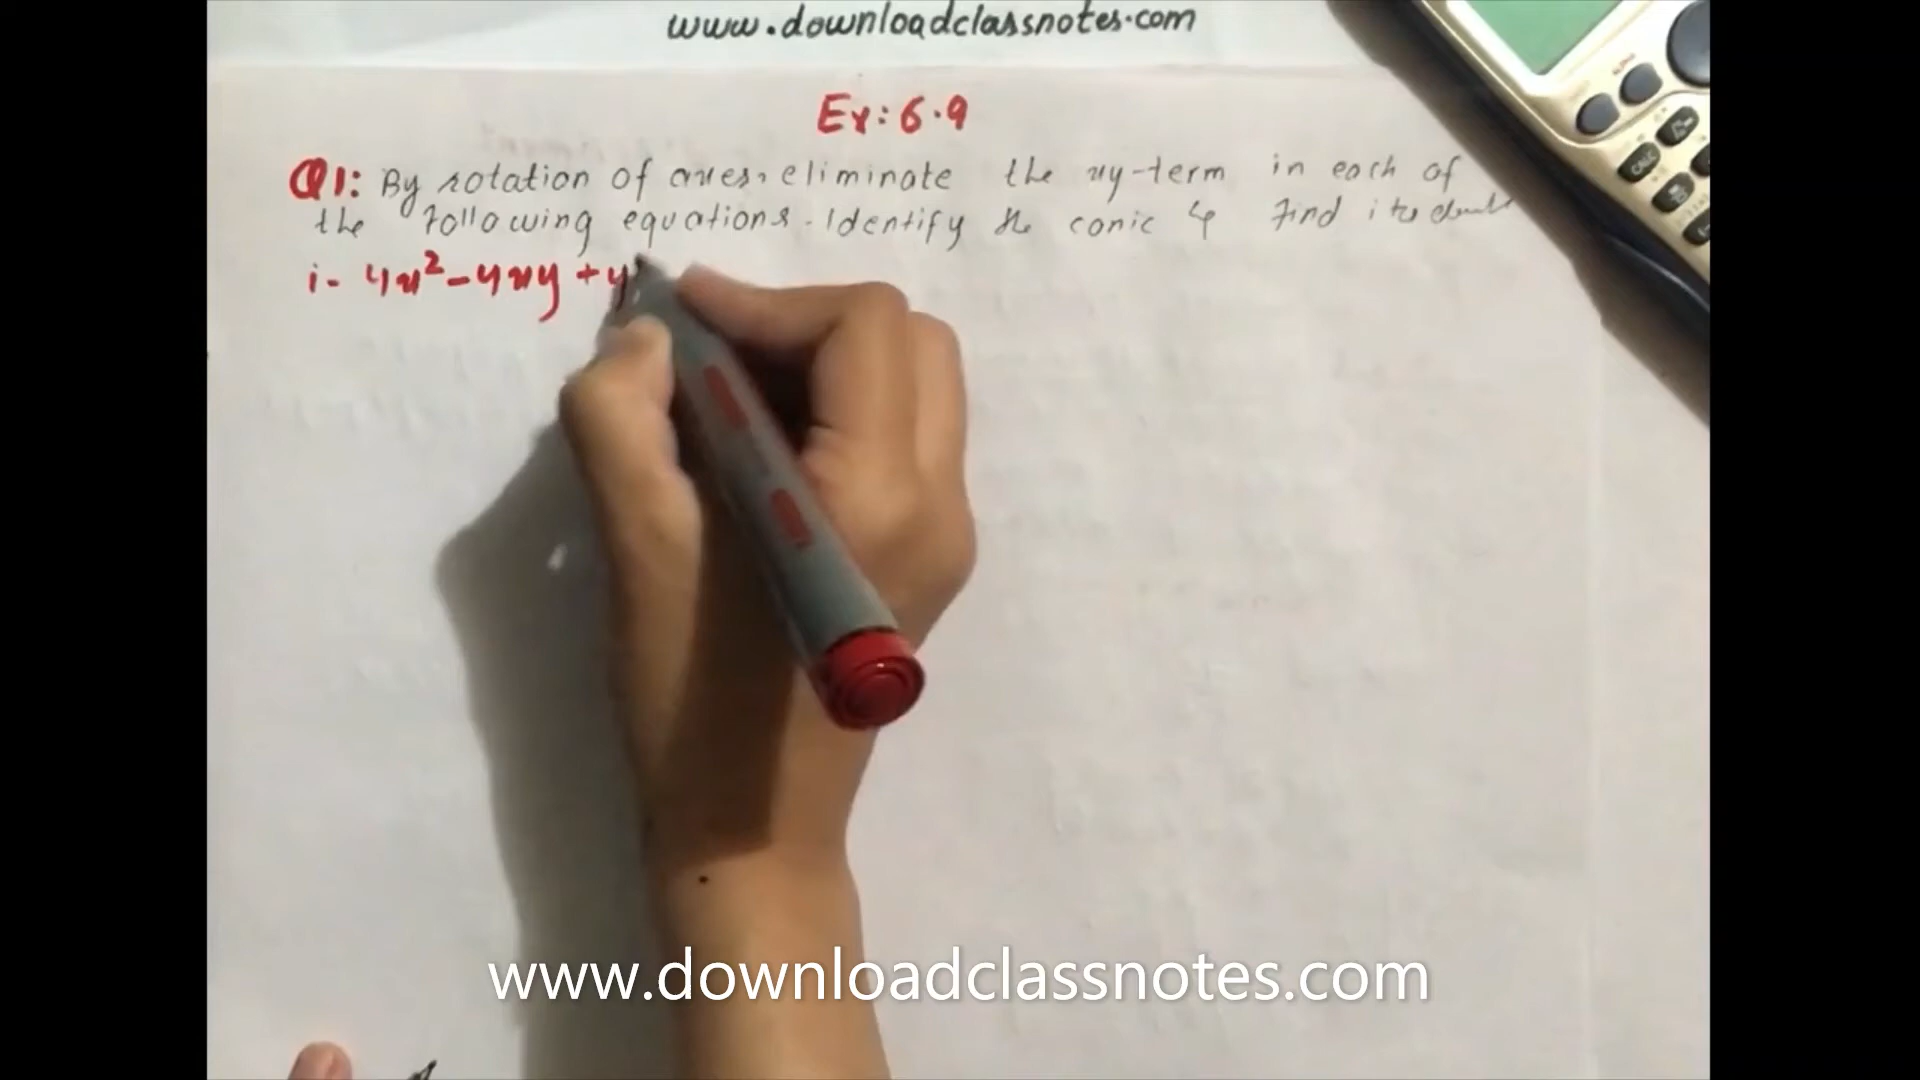 www.downloadclassnotes.com
Ex: 6.9
Q1: By rotation of axes, eliminate the xy-term in each of
the following equations. Identify the conic & find its
i- 4x² - 4xy + y
www.downloadclassnotes.com